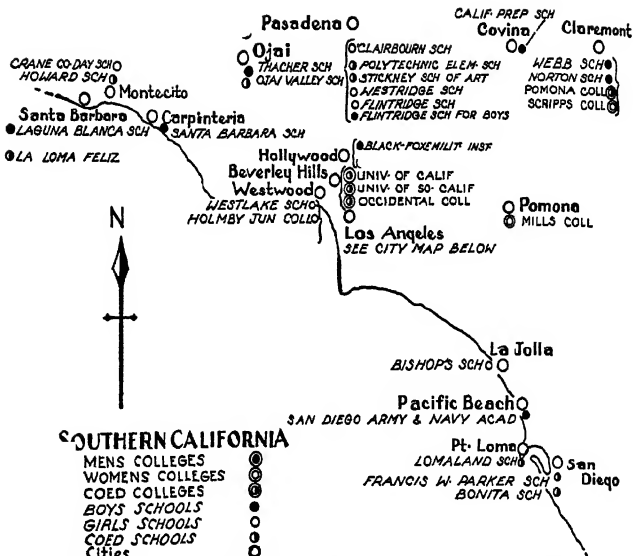 CALIF. PREP SCH
Pasadena
Covina
Claremont
Ojai
THACHER SCH
OJAI VALLEY SCH
CLAIRBOURN SCH
POLYTECHNIC ELEM. SCH
STICKNEY SCH OF ART
WESTRIDGE SCH
FLINTRIDGE SCH
FLINTRIDGE SCH FOR BOYS
WEBB SCH
NORTON SCH
POMONA COLL
SCRIPPS COLL
CRANE CO-DAY SCH
HOWARD SCH
Montecito
Santa Barbara
LAGUNA BLANCA SCH
Carpinteria
SANTA BARBARA SCH
LA LOMA FELIZ
Hollywood
BLACK-FOXE MILIT. INST
Beverley Hills
Westwood
WESTLAKE SCH
HOLMBY JUN COLL
UNIV. OF CALIF
UNIV. OF SO. CALIF
OCCIDENTAL COLL
Los Angeles
SEE CITY MAP BELOW
Pomona
MILLS COLL
N
La Jolla
BISHOP'S SCH
Pacific Beach
SAN DIEGO ARMY & NAVY ACAD
Pt. Loma
LOMALAND SCH
San Diego
FRANCIS W. PARKER SCH
BONITA SCH
SOUTHERN CALIFORNIA
MENS COLLEGES
WOMENS COLLEGES
COED COLLEGES
BOYS SCHOOLS
GIRLS SCHOOLS
COED SCHOOLS
Cities